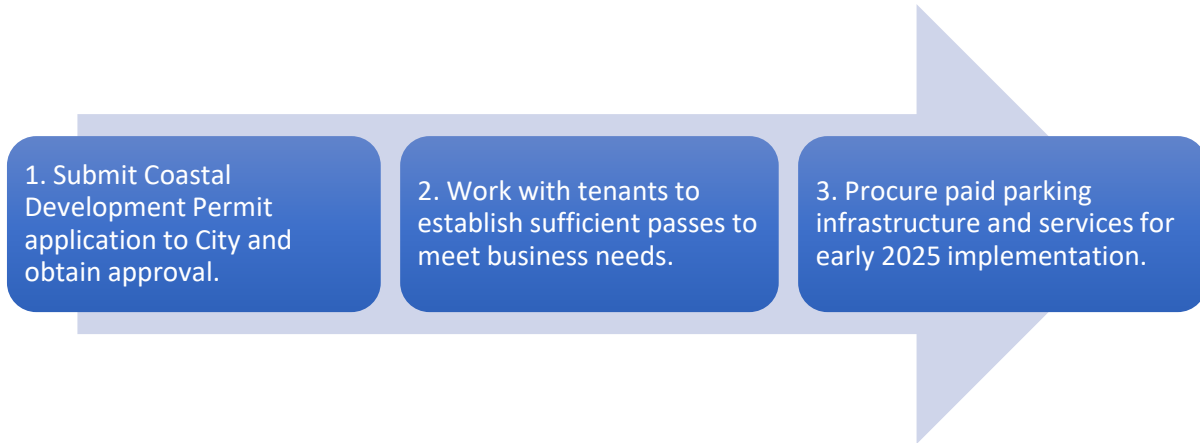 1. Submit Coastal
Development Permit
application to City and
obtain approval.
2. Work with tenants to
establish sufficient passes to
meet business needs.
3. Procure paid parking
infrastructure and services for
early 2025 implementation.